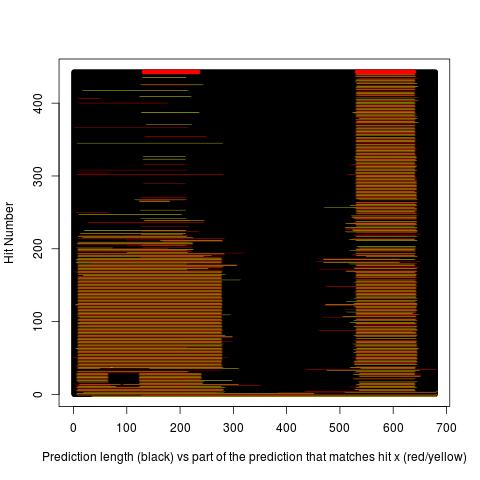 Hit Number
400
300
200
100
0
0 100 200 300 400 500 600 700
Prediction length (black) vs part of the prediction that matches hit x (red/yellow)